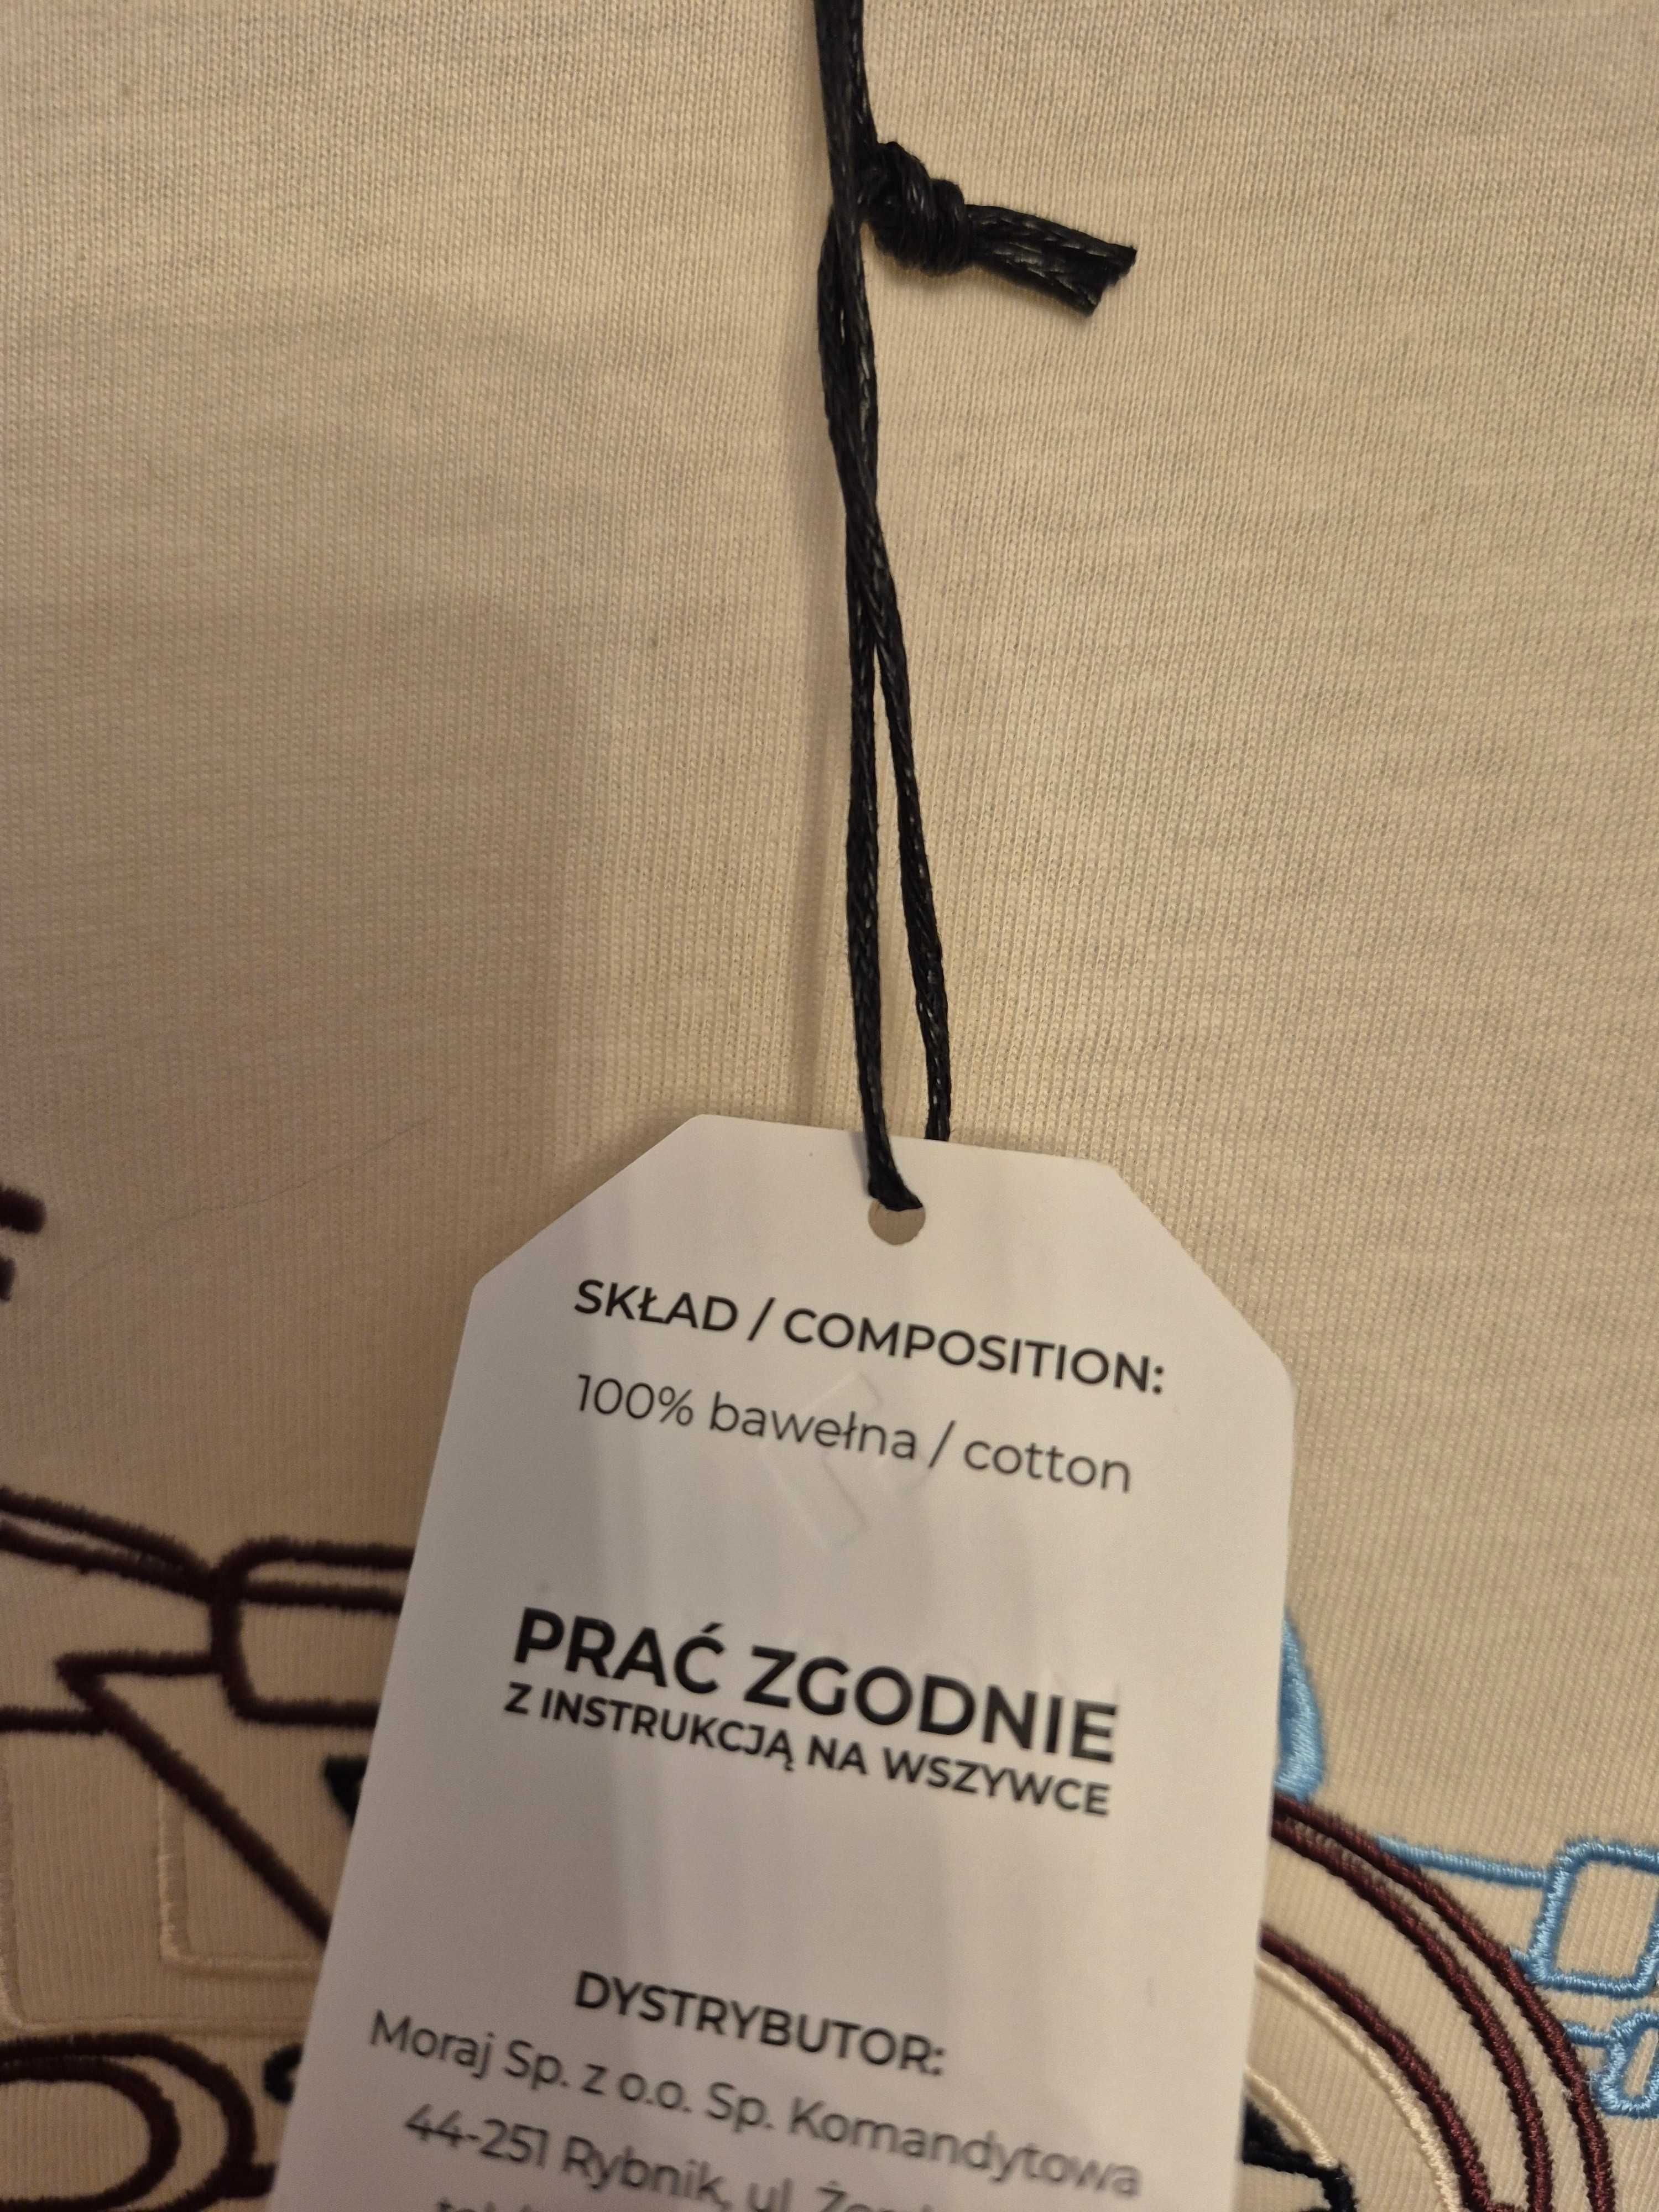 SKŁAD / COMPOSITION:
100% bawełna / cotton
PRAĆ ZGODNIE
Z INSTRUKCJĄ NA WSZYWCE
DYSTRYBUTOR:
Moraj Sp. z o.o. Sp. Komandytowa
44-251 Rybnik, ul.